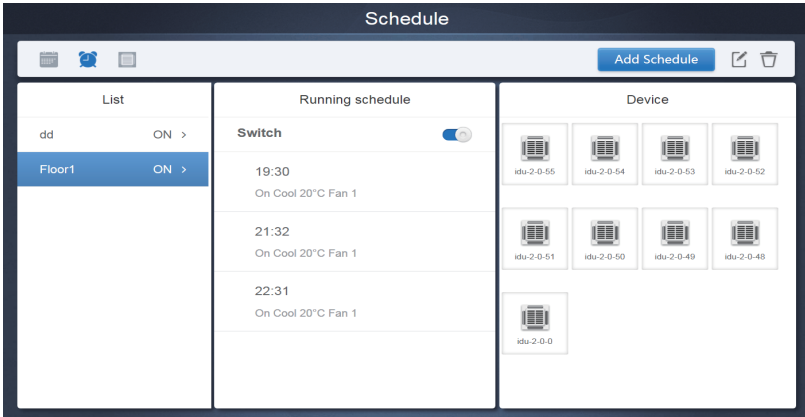 Schedule
Add Schedule
List
Running schedule
Device
dd ON >
Floor1 ON >
Switch
19:30
On Cool 20°C Fan 1
21:32
On Cool 20°C Fan 1
22:31
On Cool 20°C Fan 1
idu-2-0-55 idu-2-0-54 idu-2-0-53 idu-2-0-52
idu-2-0-51 idu-2-0-50 idu-2-0-49 idu-2-0-48
idu-2-0-0